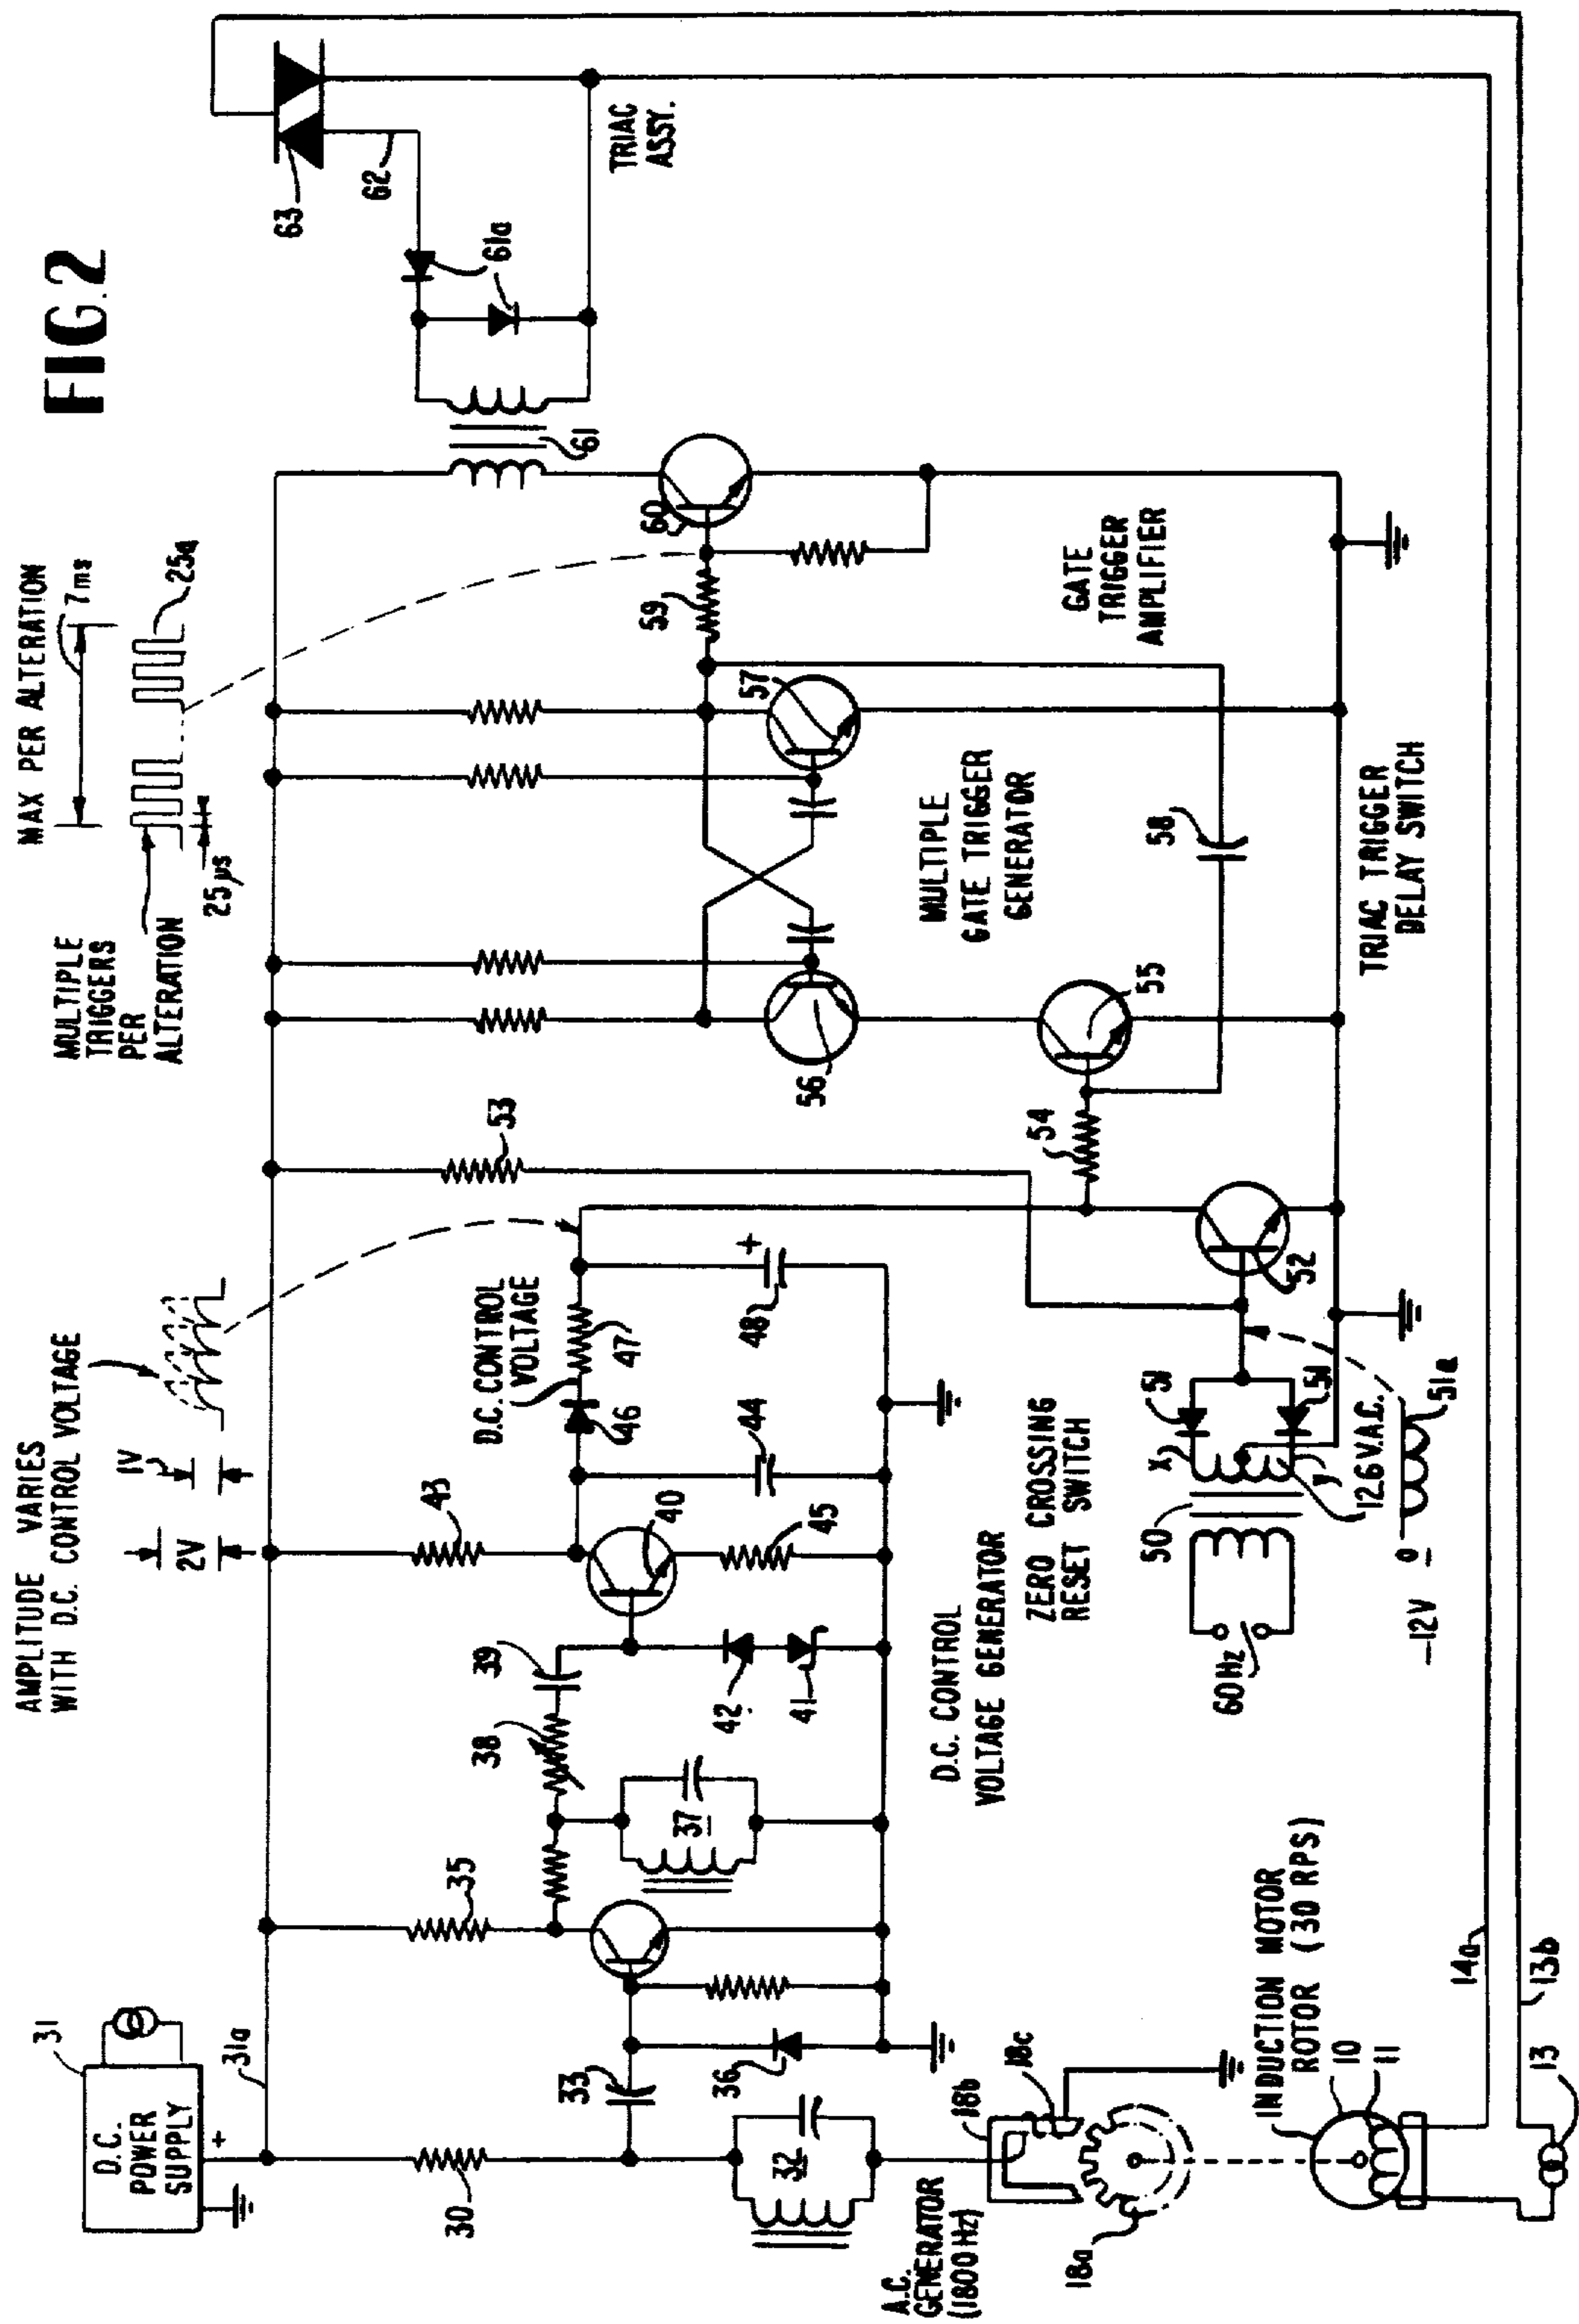 FIG.2
AMPLITUDE VARIES
WITH D.C. CONTROL VOLTAGE
2V
1V
MULTIPLE
TRIGGERS
PER
ALTERATION
MAX PER ALTERATION
7ms
25µs
25a
31
D.C.
POWER
SUPPLY
+
31a
30
32
33
35
36
37
38
39
40
41
42
43
44
45
46
47
48
+
D.C. CONTROL
VOLTAGE
D.C. CONTROL
VOLTAGE GENERATOR
ZERO CROSSING
RESET SWITCH
50
51
51
X
y
12.6 V.A.C.
60Hz
0
—12V
51a
52
53
54
55
56
57
58
59
60
61
61a
62
63
MULTIPLE
GATE TRIGGER
GENERATOR
GATE
TRIGGER
AMPLIFIER
TRIAC TRIGGER
DELAY SWITCH
TRIAC
ASSY.
A.C.
GENERATOR
(1800 Hz)
18a
18b
18c
INDUCTION MOTOR
ROTOR (30 RPS)
10
11
14a
13b
13